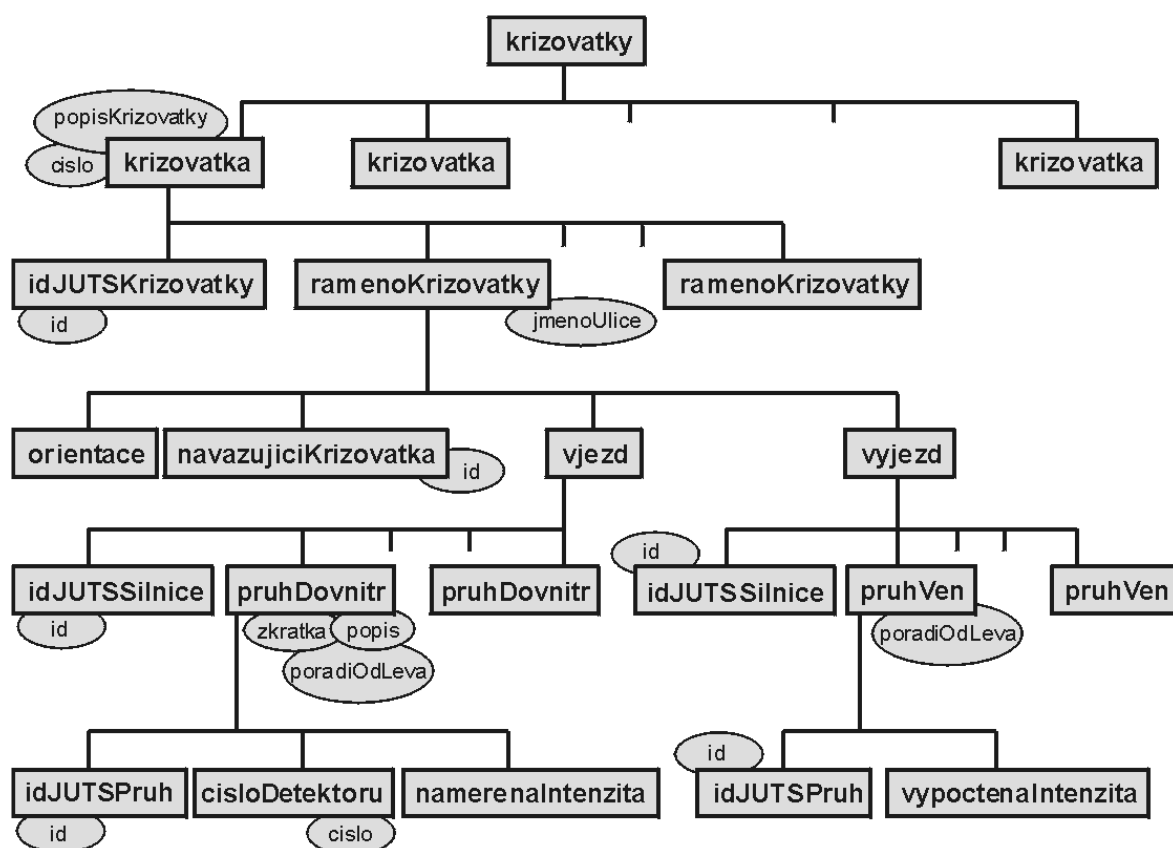 krizovatky
popisKrizovatky
cislo
krizovatka
krizovatka
krizovatka
idJUTSKrizovatky
id
ramenoKrizovatky
jmenoUlice
ramenoKrizovatky
orientace
navazujiciKrizovatka
id
vjezd
vyjezd
idJUTSSilnice
id
pruhDovnitr
zkratka
popis
poradiOdLeva
pruhDovnitr
id
idJUTSSilnice
pruhVen
poradiOdLeva
pruhVen
idJUTSPruh
id
cisloDetektoru
cislo
namerenaIntenzita
id
idJUTSPruh
vypoctenaIntenzita